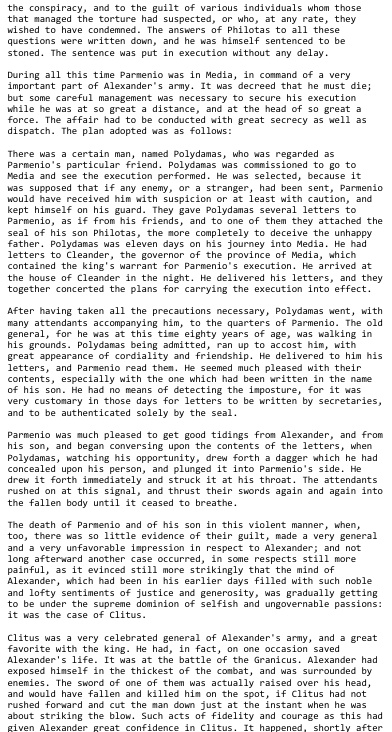 the conspiracy, and to the guilt of various individuals whom those
that managed the torture had suspected, or who, at any rate, they
wished to have condemned. The answers of Philotas to all these
questions were written down, and he was himself sentenced to be
stoned. The sentence was put in execution without any delay.

During all this time Parmenio was in Media, in command of a very
important part of Alexander's army. It was decreed that he must die;
but some careful management was necessary to secure his execution
while he was at so great a distance, and at the head of so great a
force. The affair had to be conducted with great secrecy as well as
dispatch. The plan adopted was as follows:

There was a certain man, named Polydamas, who was regarded as
Parmenio's particular friend. Polydamas was commissioned to go to
Media and see the execution performed. He was selected, because it
was supposed that if any enemy, or a stranger, had been sent, Parmenio
would have received him with suspicion or at least with caution, and
kept himself on his guard. They gave Polydamas several letters to
Parmenio, as if from his friends, and to one of them they attached the
seal of his son Philotas, the more completely to deceive the unhappy
father. Polydamas was eleven days on his journey into Media. He had
letters to Cleander, the governor of the province of Media, which
contained the king's warrant for Parmenio's execution. He arrived at
the house of Cleander in the night. He delivered his letters, and they
together concerted the plans for carrying the execution into effect.

After having taken all the precautions necessary, Polydamas went, with
many attendants accompanying him, to the quarters of Parmenio. The old
general, for he was at this time eighty years of age, was walking in
his grounds. Polydamas being admitted, ran up to accost him, with
great appearance of cordiality and friendship. He delivered to him his
letters, and Parmenio read them. He seemed much pleased with their
contents, especially with the one which had been written in the name
of his son. He had no means of detecting the imposture, for it was
very customary in those days for letters to be written by secretaries,
and to be authenticated solely by the seal.

Parmenio was much pleased to get good tidings from Alexander, and from
his son, and began conversing upon the contents of the letters, when
Polydamas, watching his opportunity, drew forth a dagger which he had
concealed upon his person, and plunged it into Parmenio's side. He
drew it forth immediately and struck it at his throat. The attendants
rushed on at this signal, and thrust their swords again and again into
the fallen body until it ceased to breathe.

The death of Parmenio and of his son in this violent manner, when,
too, there was so little evidence of their guilt, made a very general
and a very unfavorable impression in respect to Alexander; and not
long afterward another case occurred, in some respects still more
painful, as it evinced still more strikingly that the mind of
Alexander, which had been in his earlier days filled with such noble
and lofty sentiments of justice and generosity, was gradually getting
to be under the supreme dominion of selfish and ungovernable passions:
it was the case of Clitus.

Clitus was a very celebrated general of Alexander's army, and a great
favorite with the king. He had, in fact, on one occasion saved
Alexander's life. It was at the battle of the Granicus. Alexander had
exposed himself in the thickest of the combat, and was surrounded by
enemies. The sword of one of them was actually raised over his head,
and would have fallen and killed him on the spot, if Clitus had not
rushed forward and cut the man down just at the instant when he was
about striking the blow. Such acts of fidelity and courage as this had
given Alexander great confidence in Clitus. It happened, shortly after